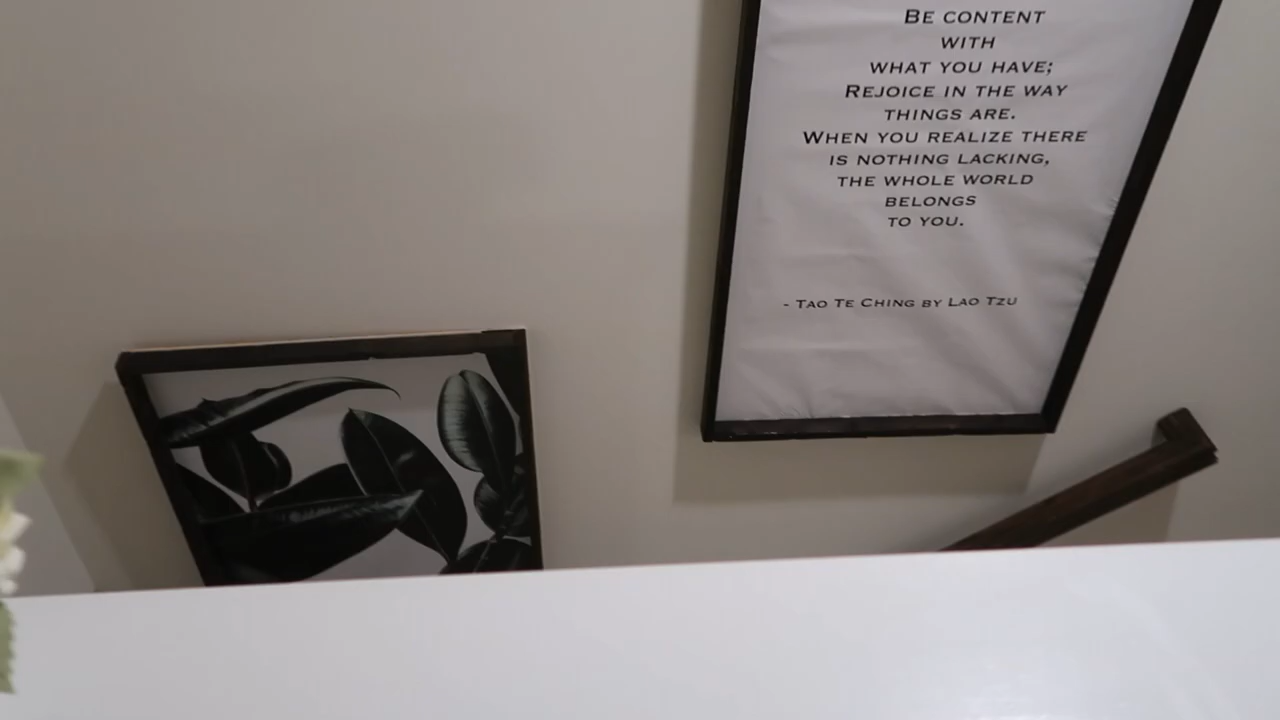 BE CONTENT
WITH
WHAT YOU HAVE;
REJOICE IN THE WAY
THINGS ARE.
WHEN YOU REALIZE THERE
IS NOTHING LACKING,
THE WHOLE WORLD
BELONGS
TO YOU.
- TAO TE CHING BY LAO TZU